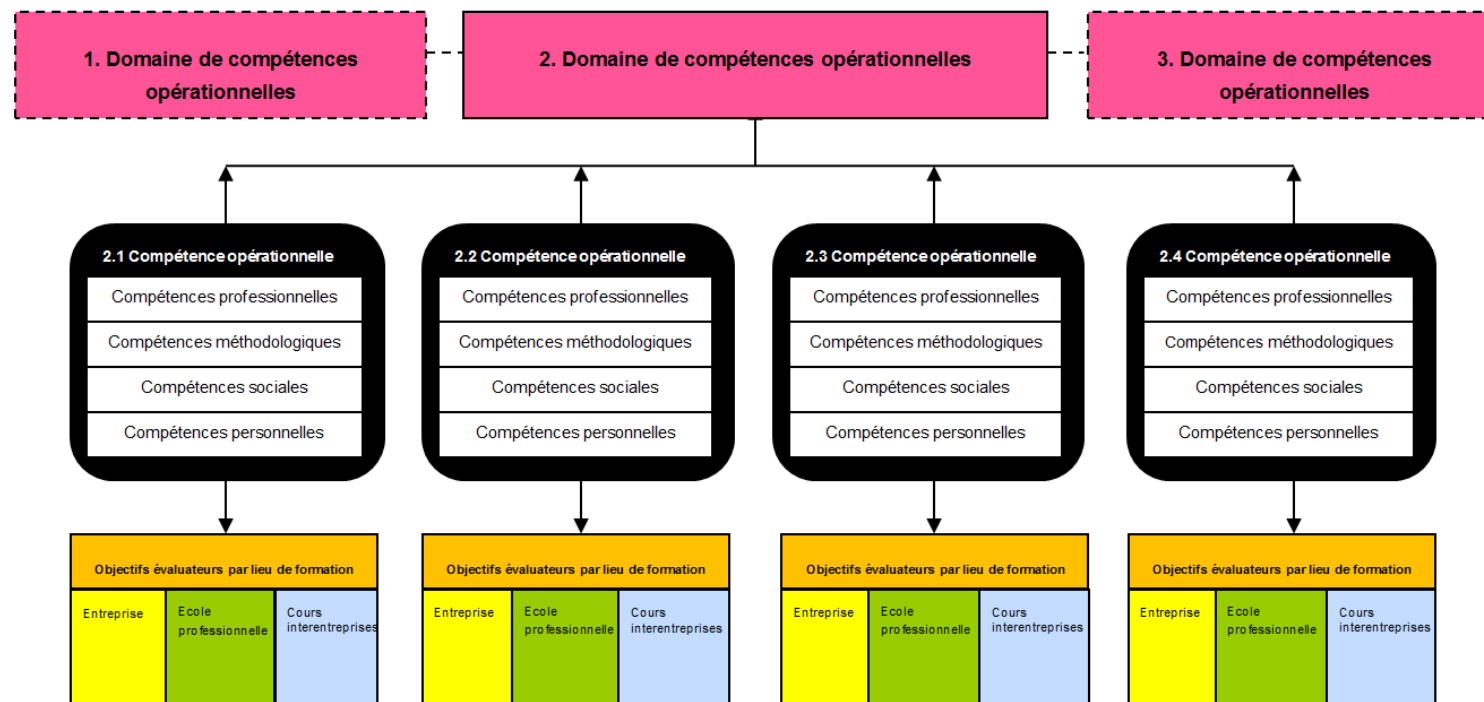 1. Domaine de compétences
opérationnelles
2. Domaine de compétences opérationnelles
3. Domaine de compétences
opérationnelles
2.1 Compétence opérationnelle
Compétences professionnelles
Compétences méthodologiques
Compétences sociales
Compétences personnelles
2.2 Compétence opérationnelle
Compétences professionnelles
Compétences méthodologiques
Compétences sociales
Compétences personnelles
2.3 Compétence opérationnelle
Compétences professionnelles
Compétences méthodologiques
Compétences sociales
Compétences personnelles
2.4 Compétence opérationnelle
Compétences professionnelles
Compétences méthodologiques
Compétences sociales
Compétences personnelles
Objectifs évaluateurs par lieu de formation
Entreprise
Ecole
professionnelle
Cours
interentreprises
Objectifs évaluateurs par lieu de formation
Entreprise
Ecole
professionnelle
Cours
interentreprises
Objectifs évaluateurs par lieu de formation
Entreprise
Ecole
professionnelle
Cours
interentreprises
Objectifs évaluateurs par lieu de formation
Entreprise
Ecole
professionnelle
Cours
interentreprises